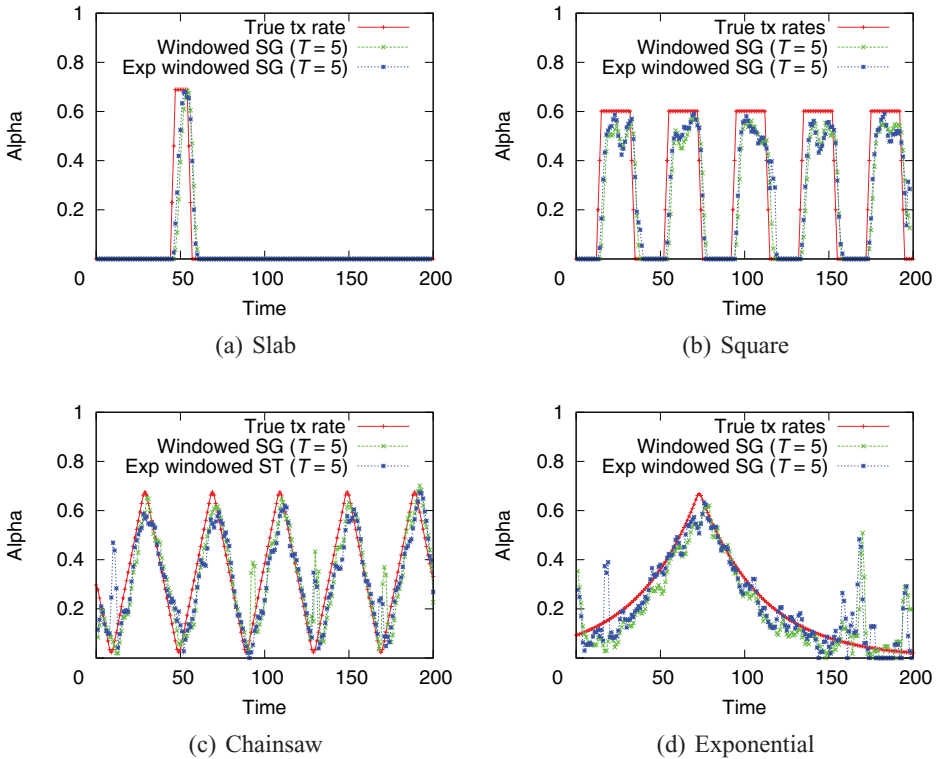 1
0.8
0.6
0.4
0.2
0 50 100 150 200
Alpha
Time
True tx rate
Windowed SG (T = 5)
Exp windowed SG (T = 5)
(a) Slab
1
0.8
0.6
0.4
0.2
0 50 100 150 200
Alpha
Time
True tx rates
Windowed SG (T = 5)
Exp windowed SG (T = 5)
(b) Square
1
0.8
0.6
0.4
0.2
0 50 100 150 200
Alpha
Time
True tx rate
Windowed SG (T = 5)
Exp windowed ST (T = 5)
(c) Chainsaw
1
0.8
0.6
0.4
0.2
0 50 100 150 200
Alpha
Time
True tx rates
Windowed SG (T = 5)
Exp windowed SG (T = 5)
(d) Exponential